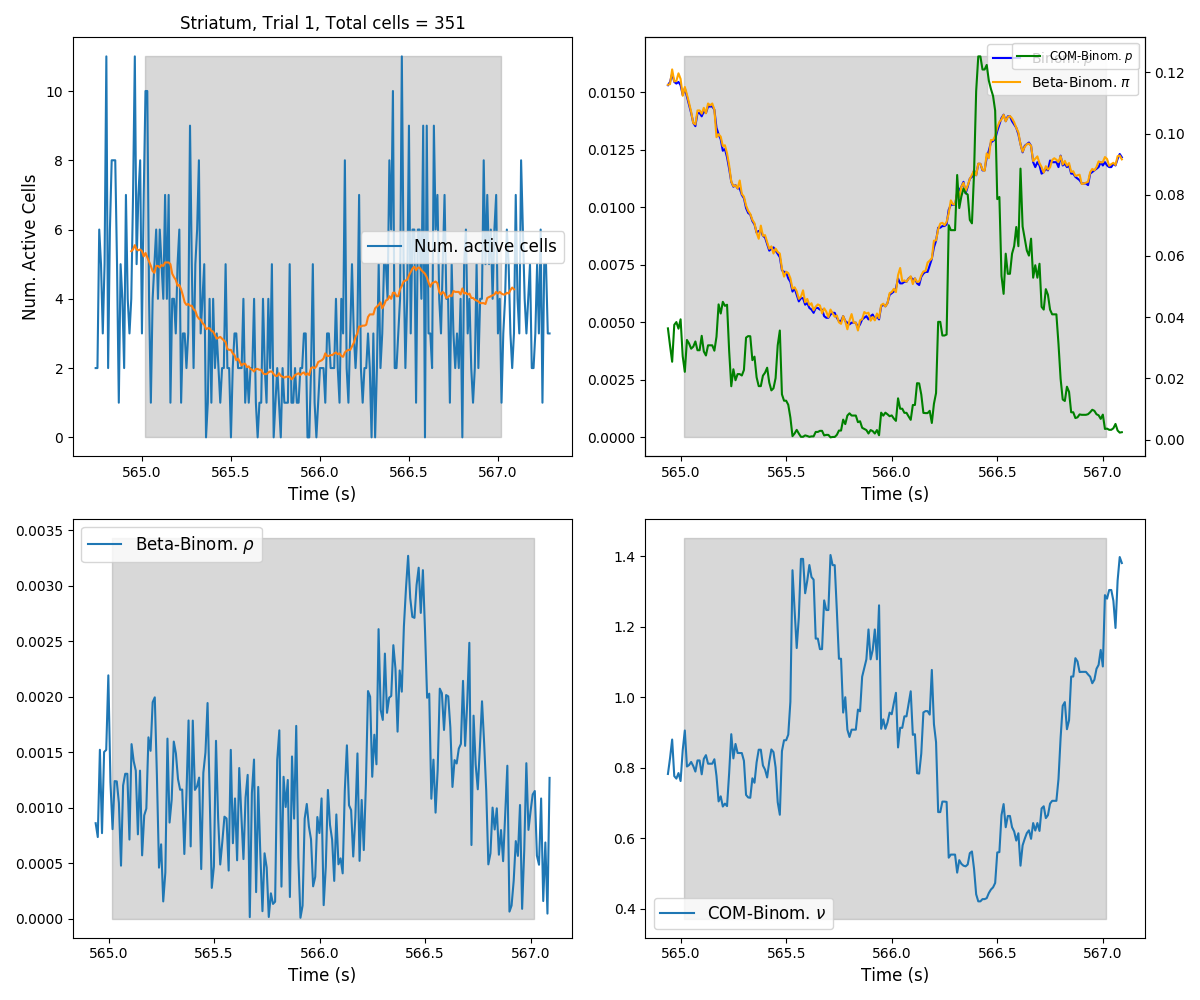 Striatum, Trial 1, Total cells = 351
Num. Active Cells
10
8
6
4
2
0
Num. active cells
565.0 565.5 566.0 566.5 567.0
Time (s)
0.0150
0.0125
0.0100
0.0075
0.0050
0.0025
0.0000
COM-Binom. p
Beta-Binom. π
0.12
0.10
0.08
0.06
0.04
0.02
0.00
565.0 565.5 566.0 566.5 567.0
Time (s)
0.0035
0.0030
0.0025
0.0020
0.0015
0.0010
0.0005
0.0000
Beta-Binom. ρ
565.0 565.5 566.0 566.5 567.0
Time (s)
1.4
1.2
1.0
0.8
0.6
0.4
COM-Binom. ν
565.0 565.5 566.0 566.5 567.0
Time (s)